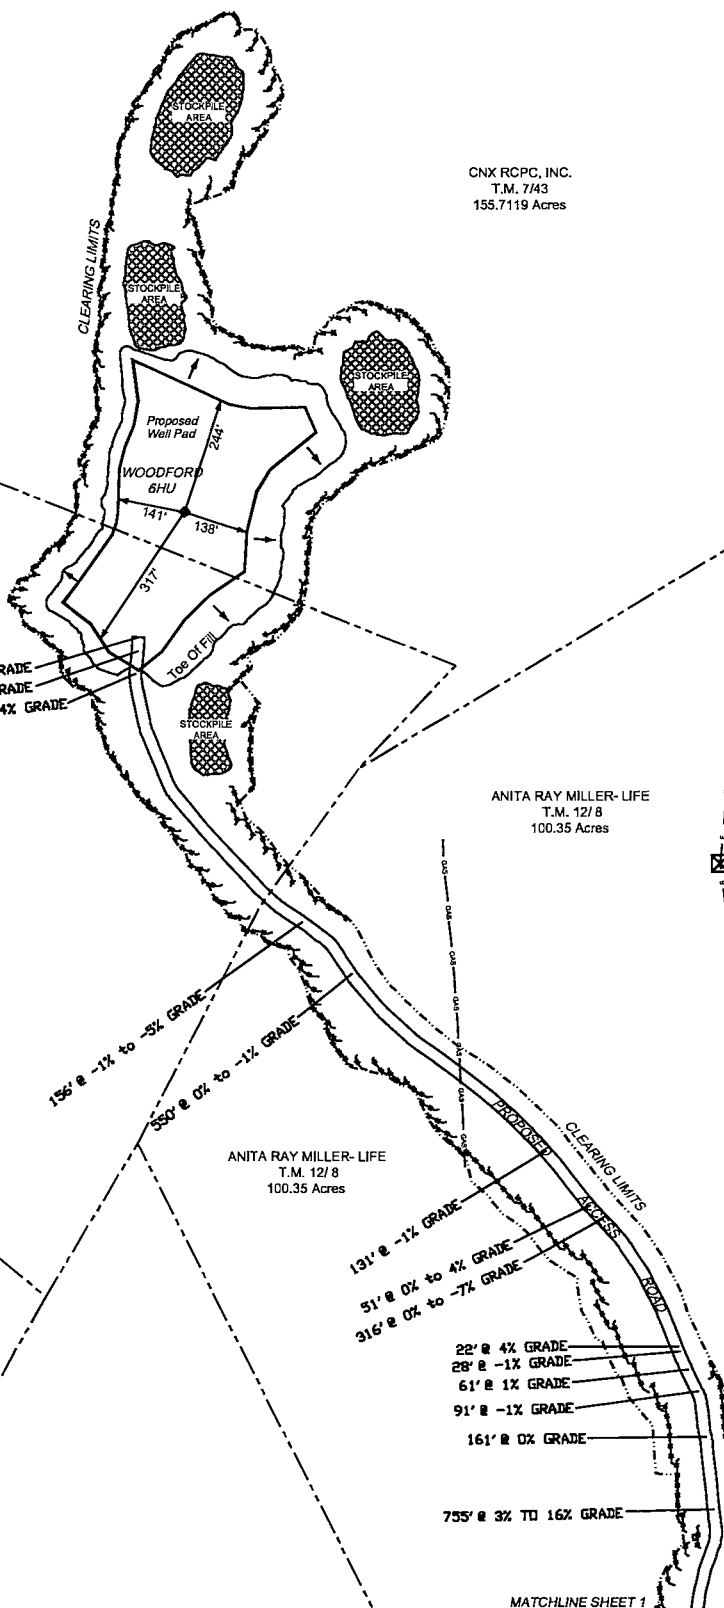 STOCKPILE
AREA
CNX RCPC, INC.
T.M. 7/43
155.7119 Acres
CLEARING LIMITS
STOCKPILE
AREA
STOCKPILE
AREA
Proposed
Well Pad
244'
WOODFORD
6HU
141'
138'
317'
Toe Of Fill
RADE
RADE
4% GRADE
STOCKPILE
AREA
ANITA RAY MILLER- LIFE
T.M. 12/ 8
100.35 Acres
GAS
GAS
GAS
GAS
GAS
GAS
156' @ -1% to -5% GRADE
550' @ 0% to -1% GRADE
PROPOSED
ACCESS
ROAD
CLEARING LIMITS
ANITA RAY MILLER- LIFE
T.M. 12/ 8
100.35 Acres
131' @ -1% GRADE
51' @ 0% to 4% GRADE
316' @ 0% to -7% GRADE
22' @ 4% GRADE
28' @ -1% GRADE
61' @ 1% GRADE
91' @ -1% GRADE
161' @ 0% GRADE
755' @ 3% TO 16% GRADE
MATCHLINE SHEET 1